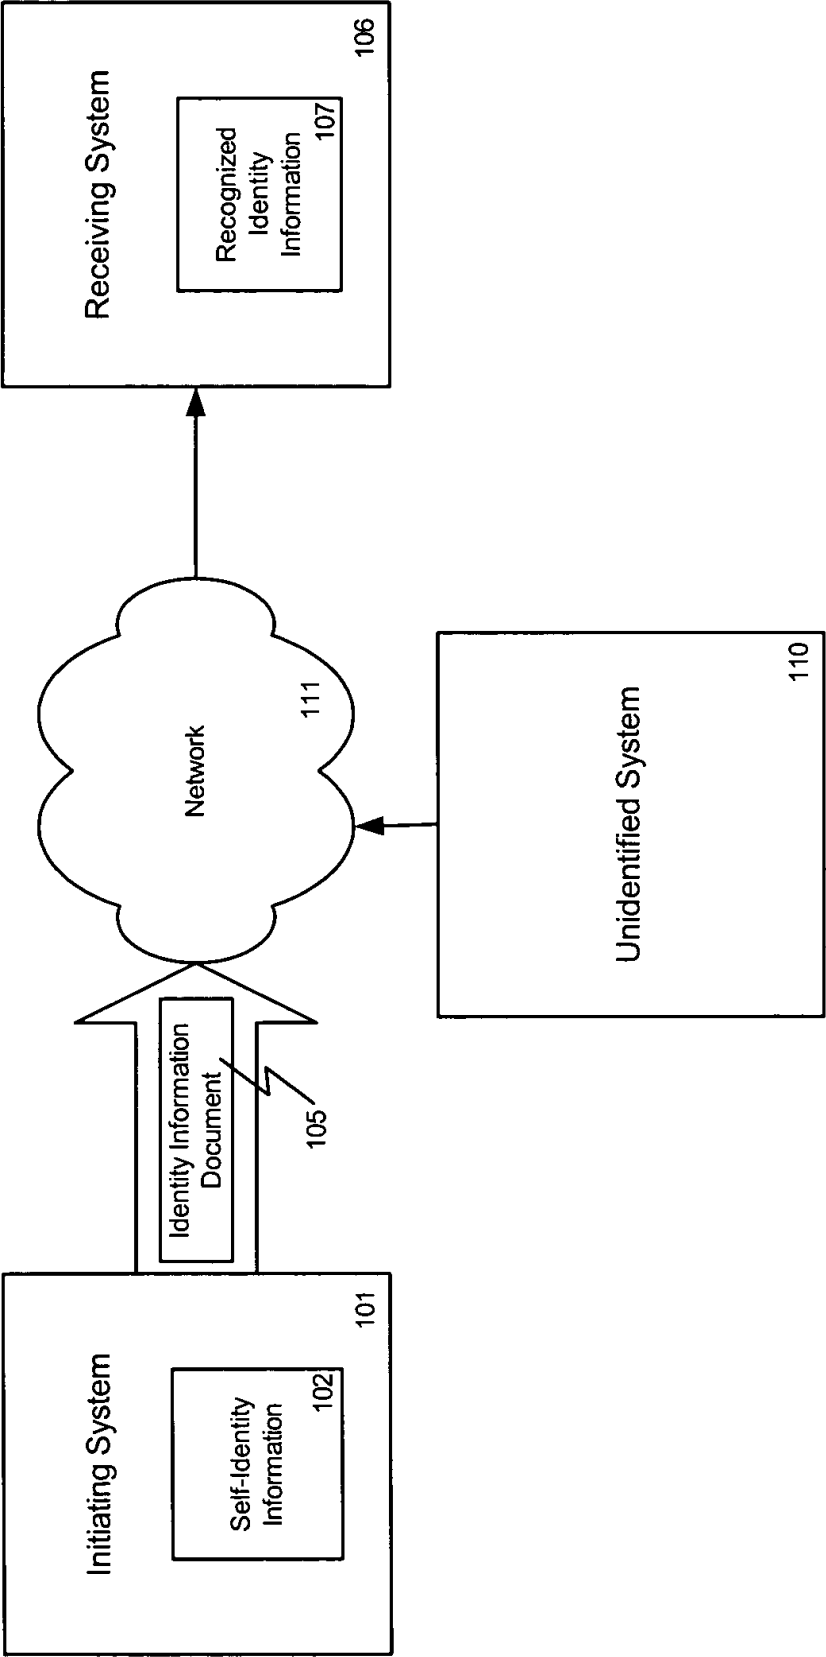 Initiating System
Self-Identity
Information
102
101
Identity Information
Document
105
Network
111
Receiving System
Recognized
Identity
Information
107
106
Unidentified System
110